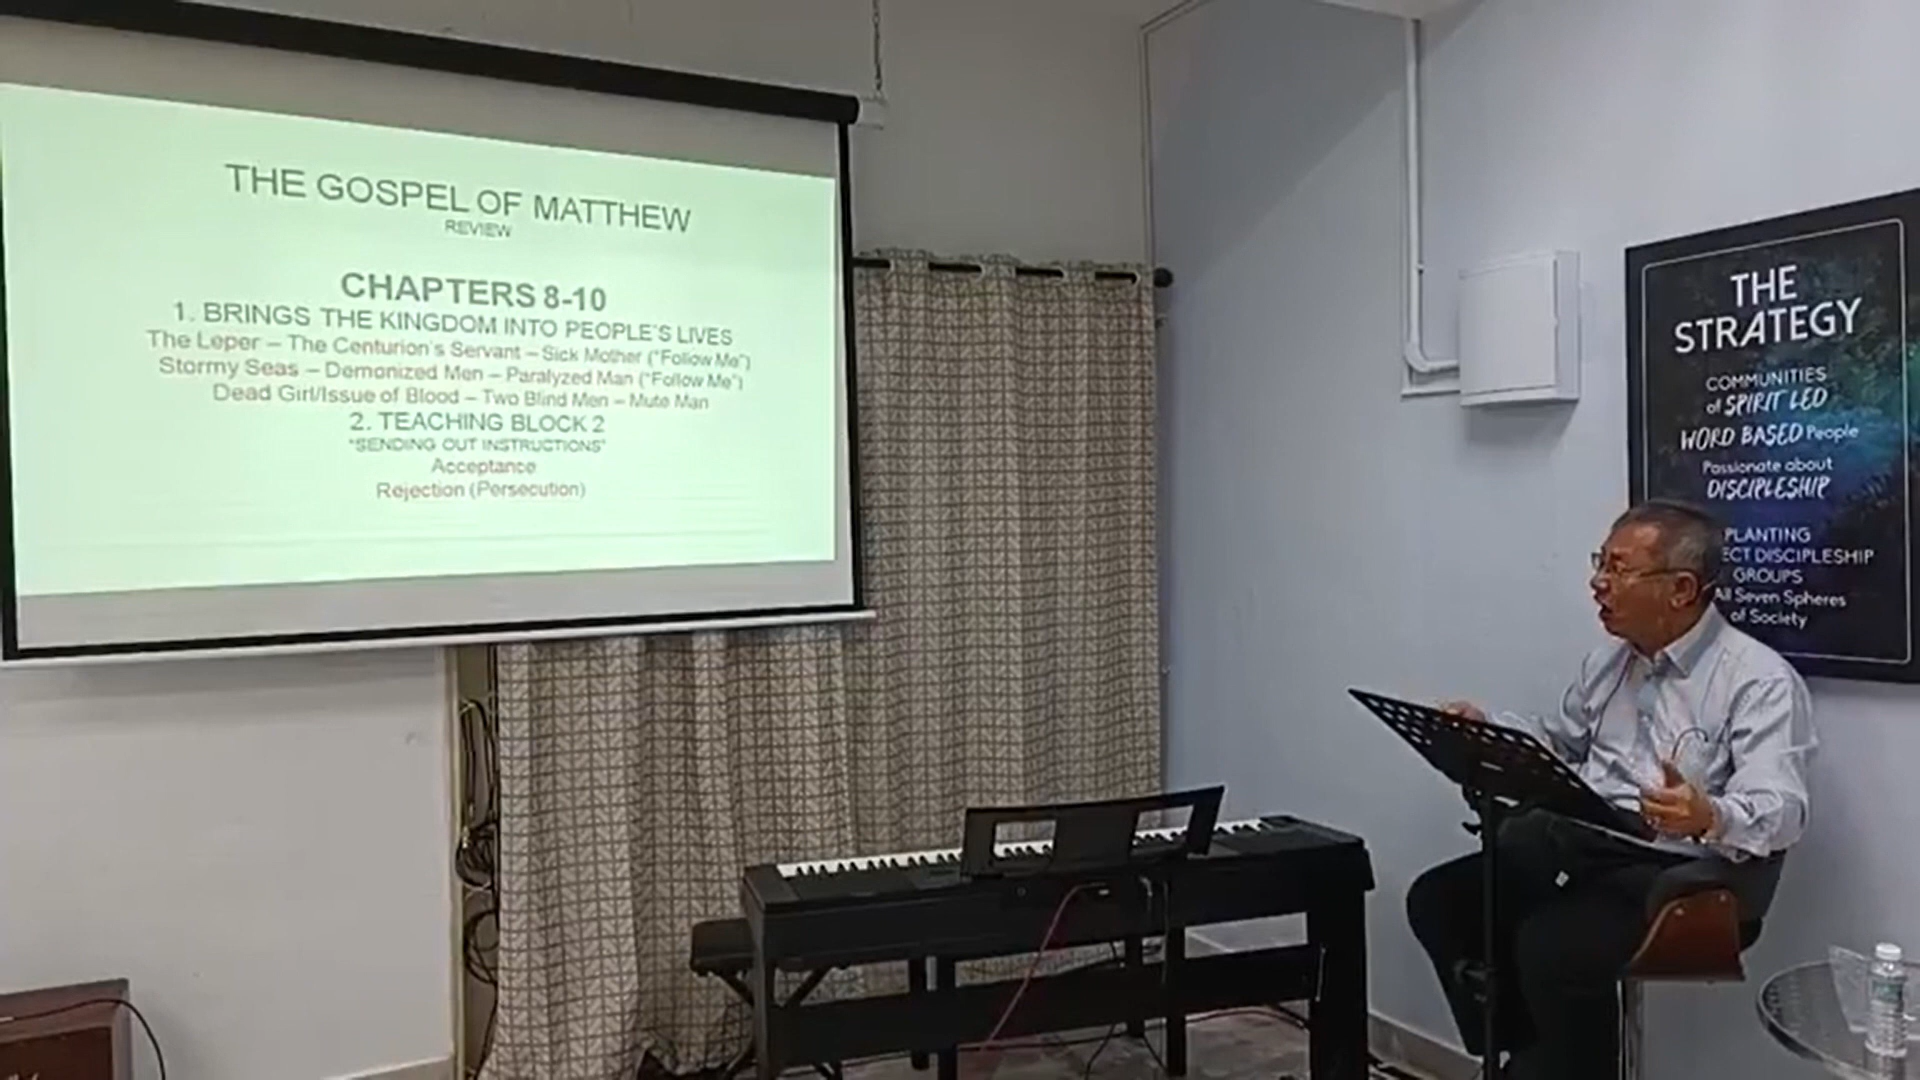 THE GOSPEL OF MATTHEW
REVIEW
CHAPTERS 8-10
1. BRINGS THE KINGDOM INTO PEOPLE'S LIVES
The Leper – The Centurion's Servant – Sick Mother ("Follow Me")
Stormy Seas – Demonized Men – Paralyzed Man ("Follow Me")
Dead Girl/Issue of Blood – Two Blind Men – Mute Man
2. TEACHING BLOCK 2
"SENDING OUT INSTRUCTIONS"
Acceptance
Rejection (Persecution)
THE
STRATEGY
COMMUNITIES
of SPIRIT LED
WORD BASED People
Passionate about
DISCIPLESHIP
PLANTING
ECT DISCIPLESHIP
GROUPS
All Seven Spheres
of Society